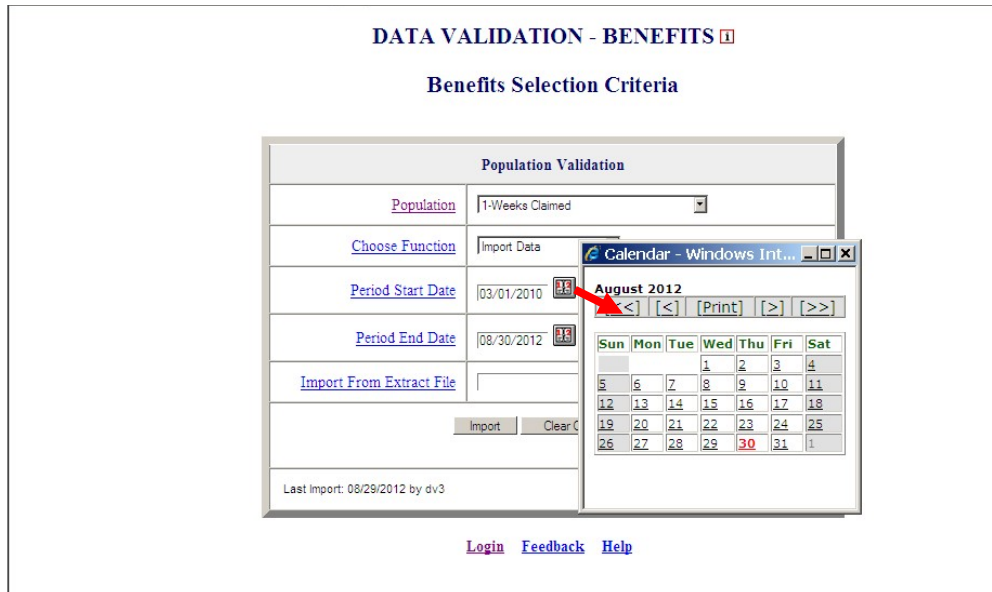 DATA VALIDATION - BENEFITS i
Benefits Selection Criteria
Population Validation
Population 1-Weeks Claimed
Choose Function Import Data
Period Start Date 03/01/2010
Period End Date 08/30/2012
Import From Extract File
Import Clear
Last Import: 08/29/2012 by dv3
Calendar - Windows Int...
August 2012
[<] [Print] [>] [>>]
Sun Mon Tue Wed Thu Fri Sat
1 2 3 4
5 6 7 8 9 10 11
12 13 14 15 16 17 18
19 20 21 22 23 24 25
26 27 28 29 30 31 1
Login Feedback Help